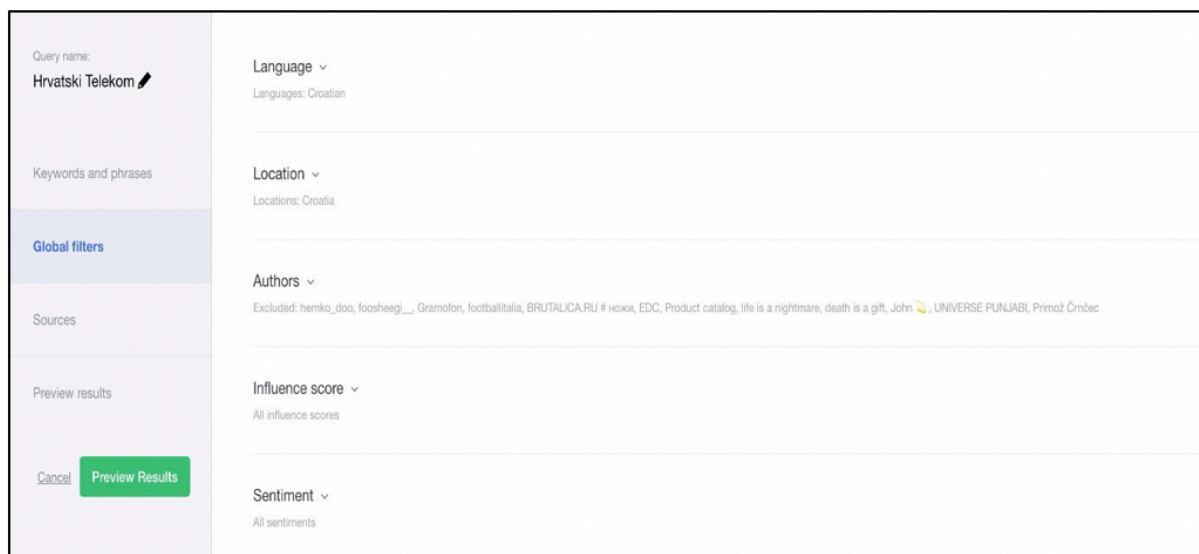 Query name:
Hrvatski Telekom
Keywords and phrases
Global filters
Sources
Preview results
Cancel
Preview Results
Language
Languages: Croatian
Location
Locations: Croatia
Authors
Excluded: hemko_doo, foosheegi__, Gramofon, footballitalia, BRUTALICA.RU # ножи, EDC, Product catalog, life is a nightmare, death is a gift, John 💫, UNIVERSE PUNJABI, Primož Črnčec
Influence score
All influence scores
Sentiment
All sentiments